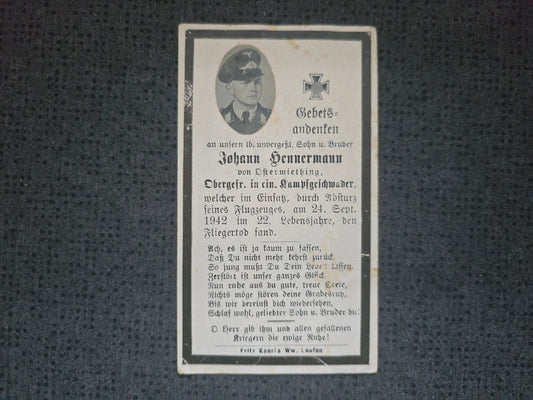 Gebets-
andenken
an unsern lb. unvergeßl. Sohn u. Bruder
Johann Hennermann
von Ostermiething,
Obergefr. in ein. Kampfgeschwader,
welcher im Einsatz, durch Absturz
seines Flugzeuges, am 24. Sept.
1942 im 22. Lebensjahre, den
Fliegertod fand.
Ach, es ist ja kaum zu fassen,
Daß Du nicht mehr kehrst zurück.
So jung mußt Du Dein Leben lassen
Zerstört ist unser ganzes Glück.
Nun ruhe aus du gute, treue Seele,
Nichts möge stören deine Grabesruh,
Bis wir dereinst dich wiedersehen,
Schlaf wohl, geliebter Sohn u. Bruder du!
O Herr gib ihm und allen gefallenen
Kriegern die ewige Ruhe!
Fritz Ww. Laufen